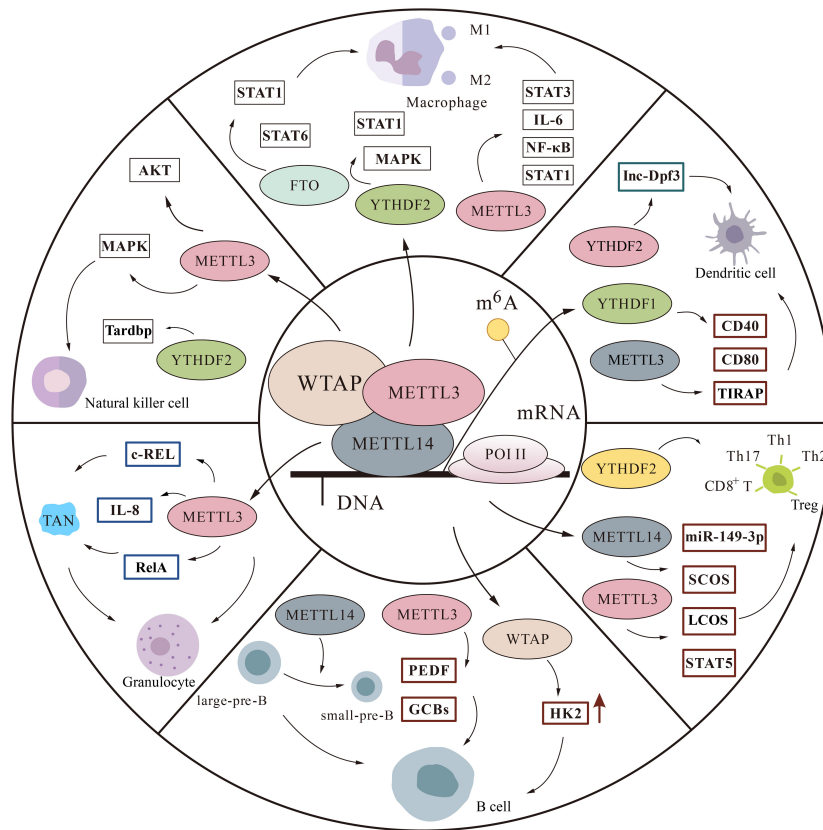 M1
M2
Macrophage
STAT1
STAT6
FTO
STAT1
MAPK
YTHDF2
STAT3
IL-6
NF-κB
STAT1
METTL3
Inc-Dpf3
YTHDF2
Dendritic cell
YTHDF1
METTL3
CD40
CD80
TIRAP
AKT
MAPK
METTL3
Tardbp
YTHDF2
Natural killer cell
m⁶A
WTAP
METTL3
METTL14
mRNA
POI II
DNA
YTHDF2
Th1
Th17
Th2
CD8⁺ T
Treg
METTL14
miR-149-3p
SCOS
METTL3
LCOS
STAT5
c-REL
IL-8
METTL3
TAN
RelA
Granulocyte
METTL14
METTL3
WTAP
large-pre-B
small-pre-B
PEDF
GCBs
HK2
B cell